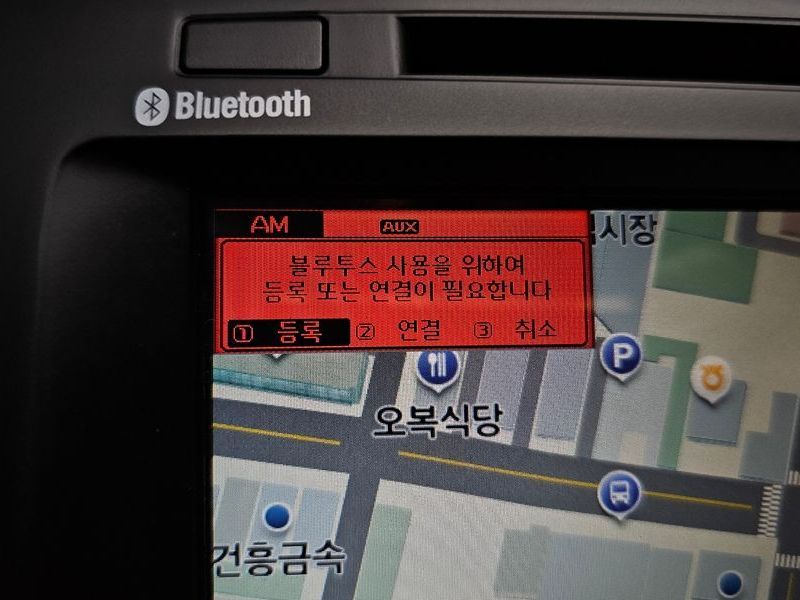 Bluetooth
AM AUX
블루투스 사용을 위하여
등록 또는 연결이 필요합니다
① 등록 ② 연결 ③ 취소
시장
P
오복식당
건흥금속